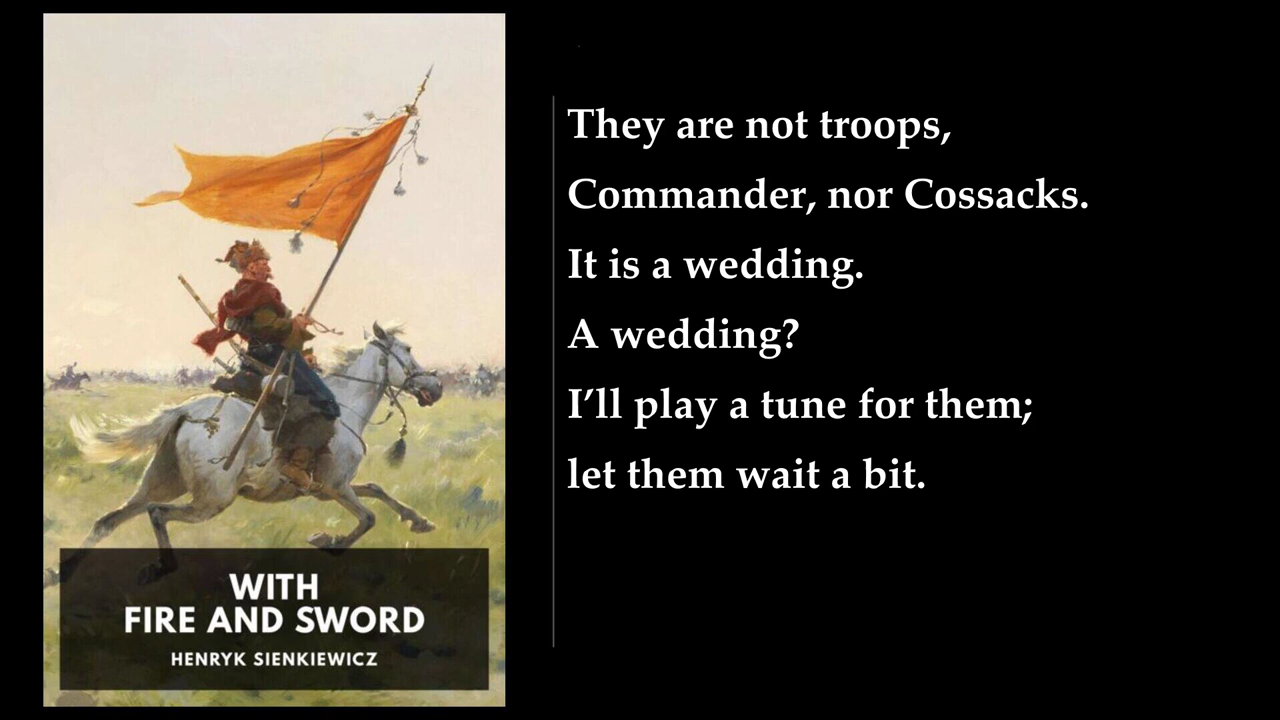 They are not troops,
Commander, nor Cossacks.
It is a wedding.
A wedding?
I’ll play a tune for them;
let them wait a bit.
WITH
FIRE AND SWORD
HENRYK SIENKIEWICZ